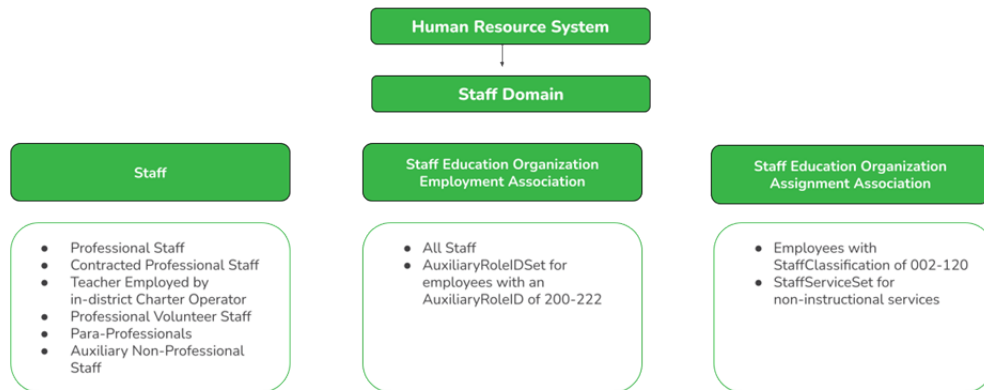 Human Resource System
Staff Domain
Staff
Staff Education Organization
Employment Association
Staff Education Organization
Assignment Association
● Professional Staff
● Contracted Professional Staff
● Teacher Employed by
in-district Charter Operator
● Professional Volunteer Staff
● Para-Professionals
● Auxiliary Non-Professional
Staff
● All Staff
● AuxiliaryRoleIDSet for
employees with an
AuxiliaryRoleID of 200-222
● Employees with
StaffClassification of 002-120
● StaffServiceSet for
non-instructional services